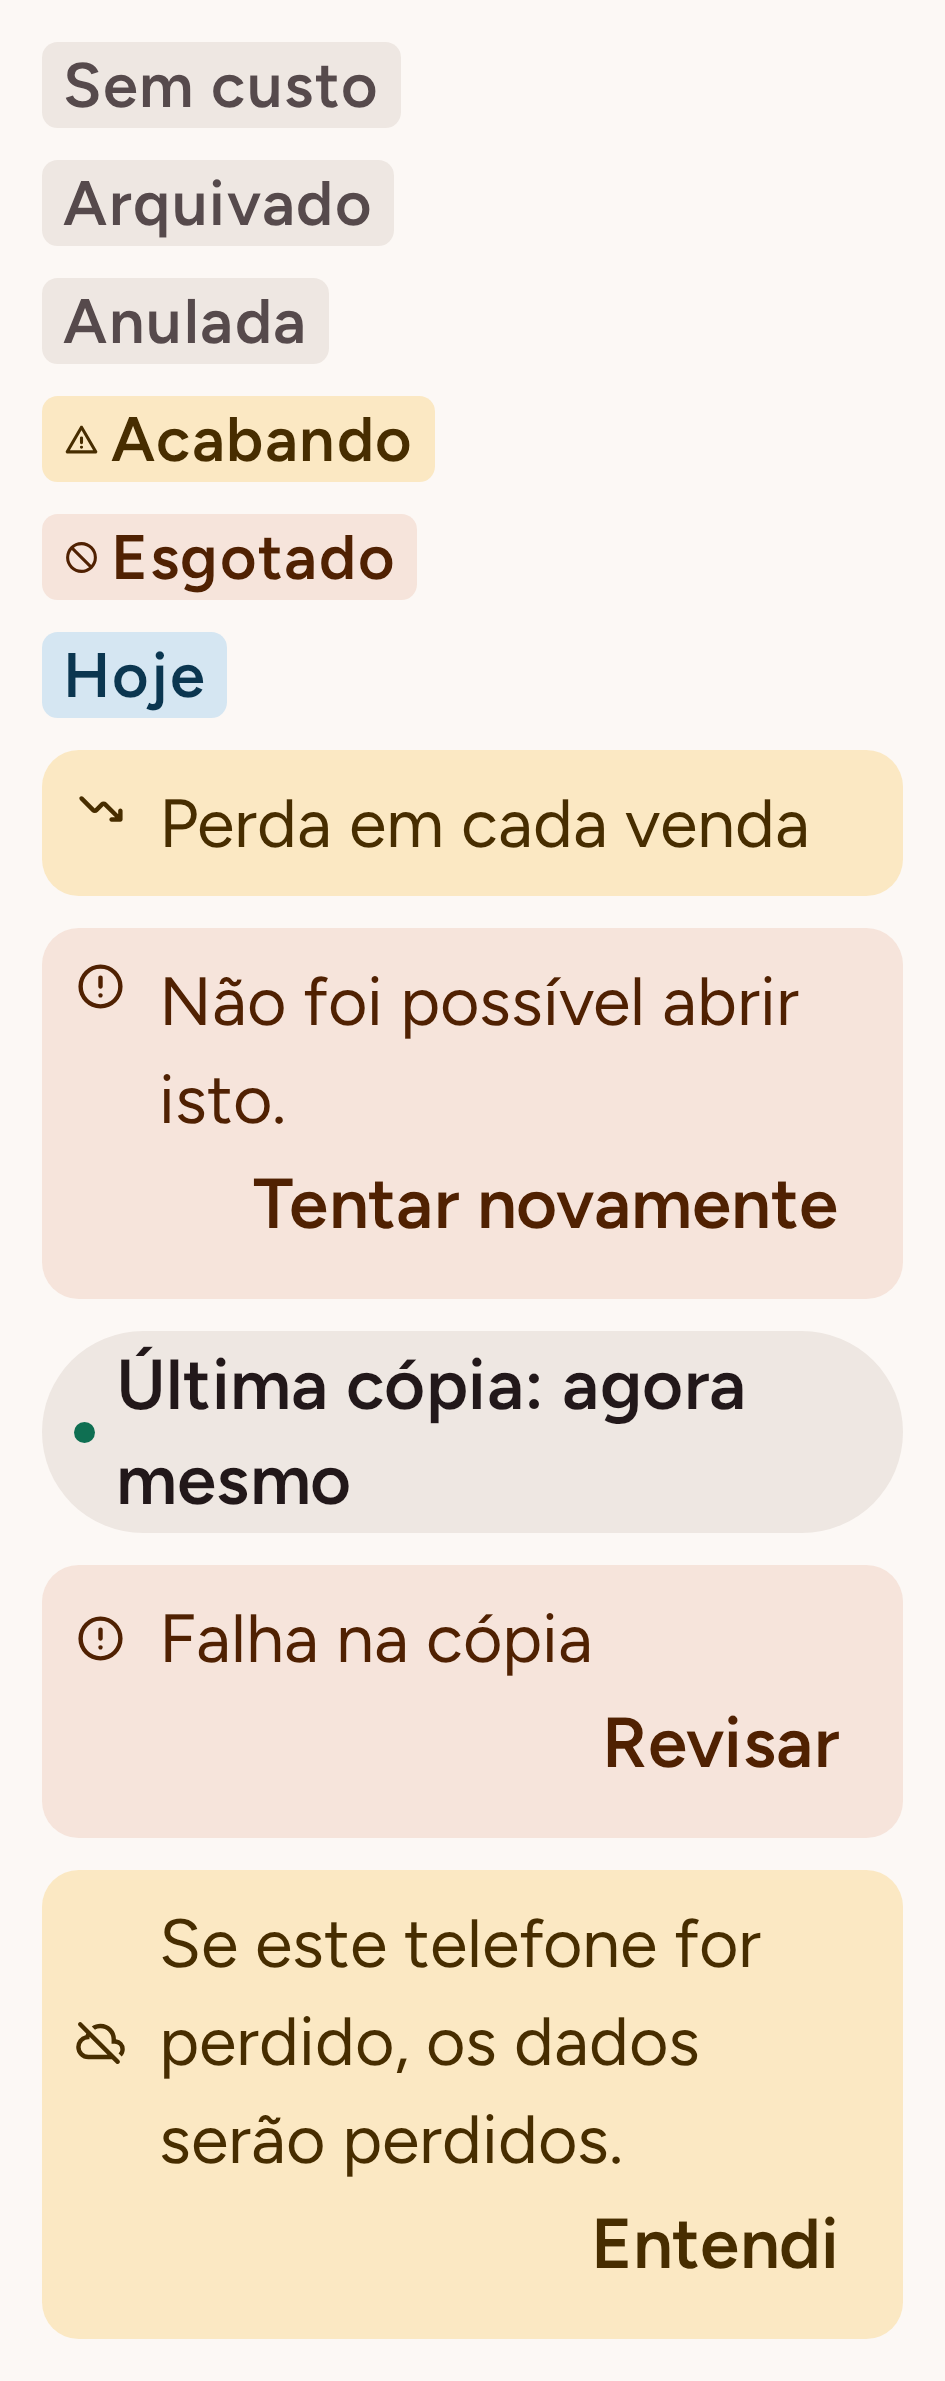 Sem custo
Arquivado
Anulada
Acabando
Esgotado
Hoje
Perda em cada venda
Não foi possível abrir
isto.
Tentar novamente
Última cópia: agora
mesmo
Falha na cópia
Revisar
Se este telefone for
perdido, os dados
serão perdidos.
Entendi